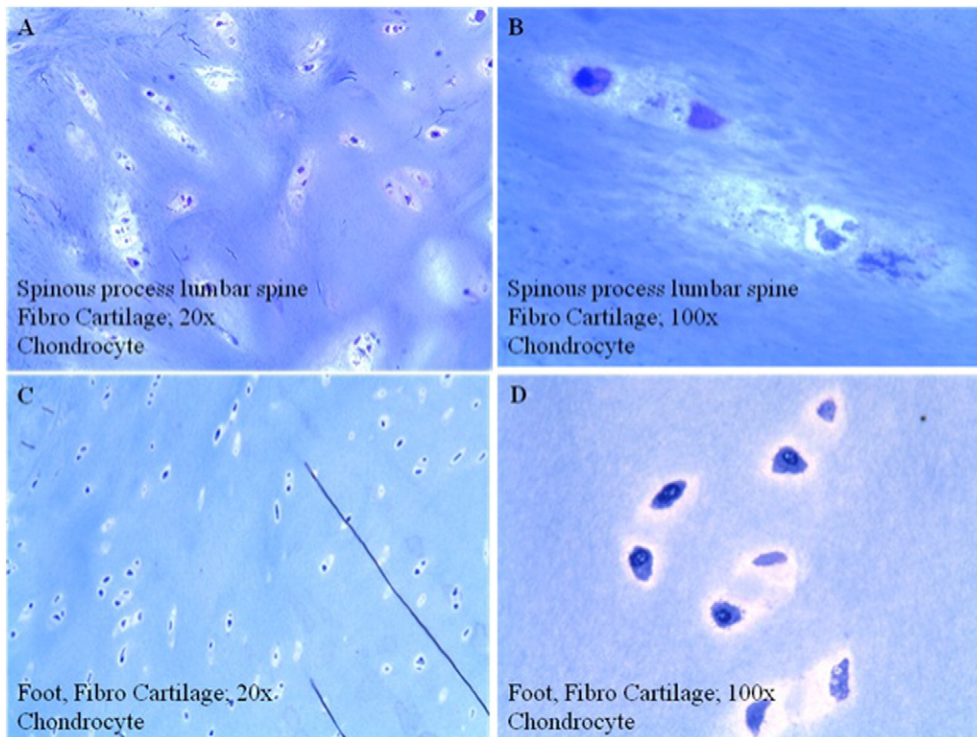 A
Spinous process lumbar spine
Fibro Cartilage; 20x
Chondrocyte
B
Spinous process lumbar spine
Fibro Cartilage; 100x
Chondrocyte
C
Foot, Fibro Cartilage; 20x
Chondrocyte
D
Foot, Fibro Cartilage; 100x
Chondrocyte